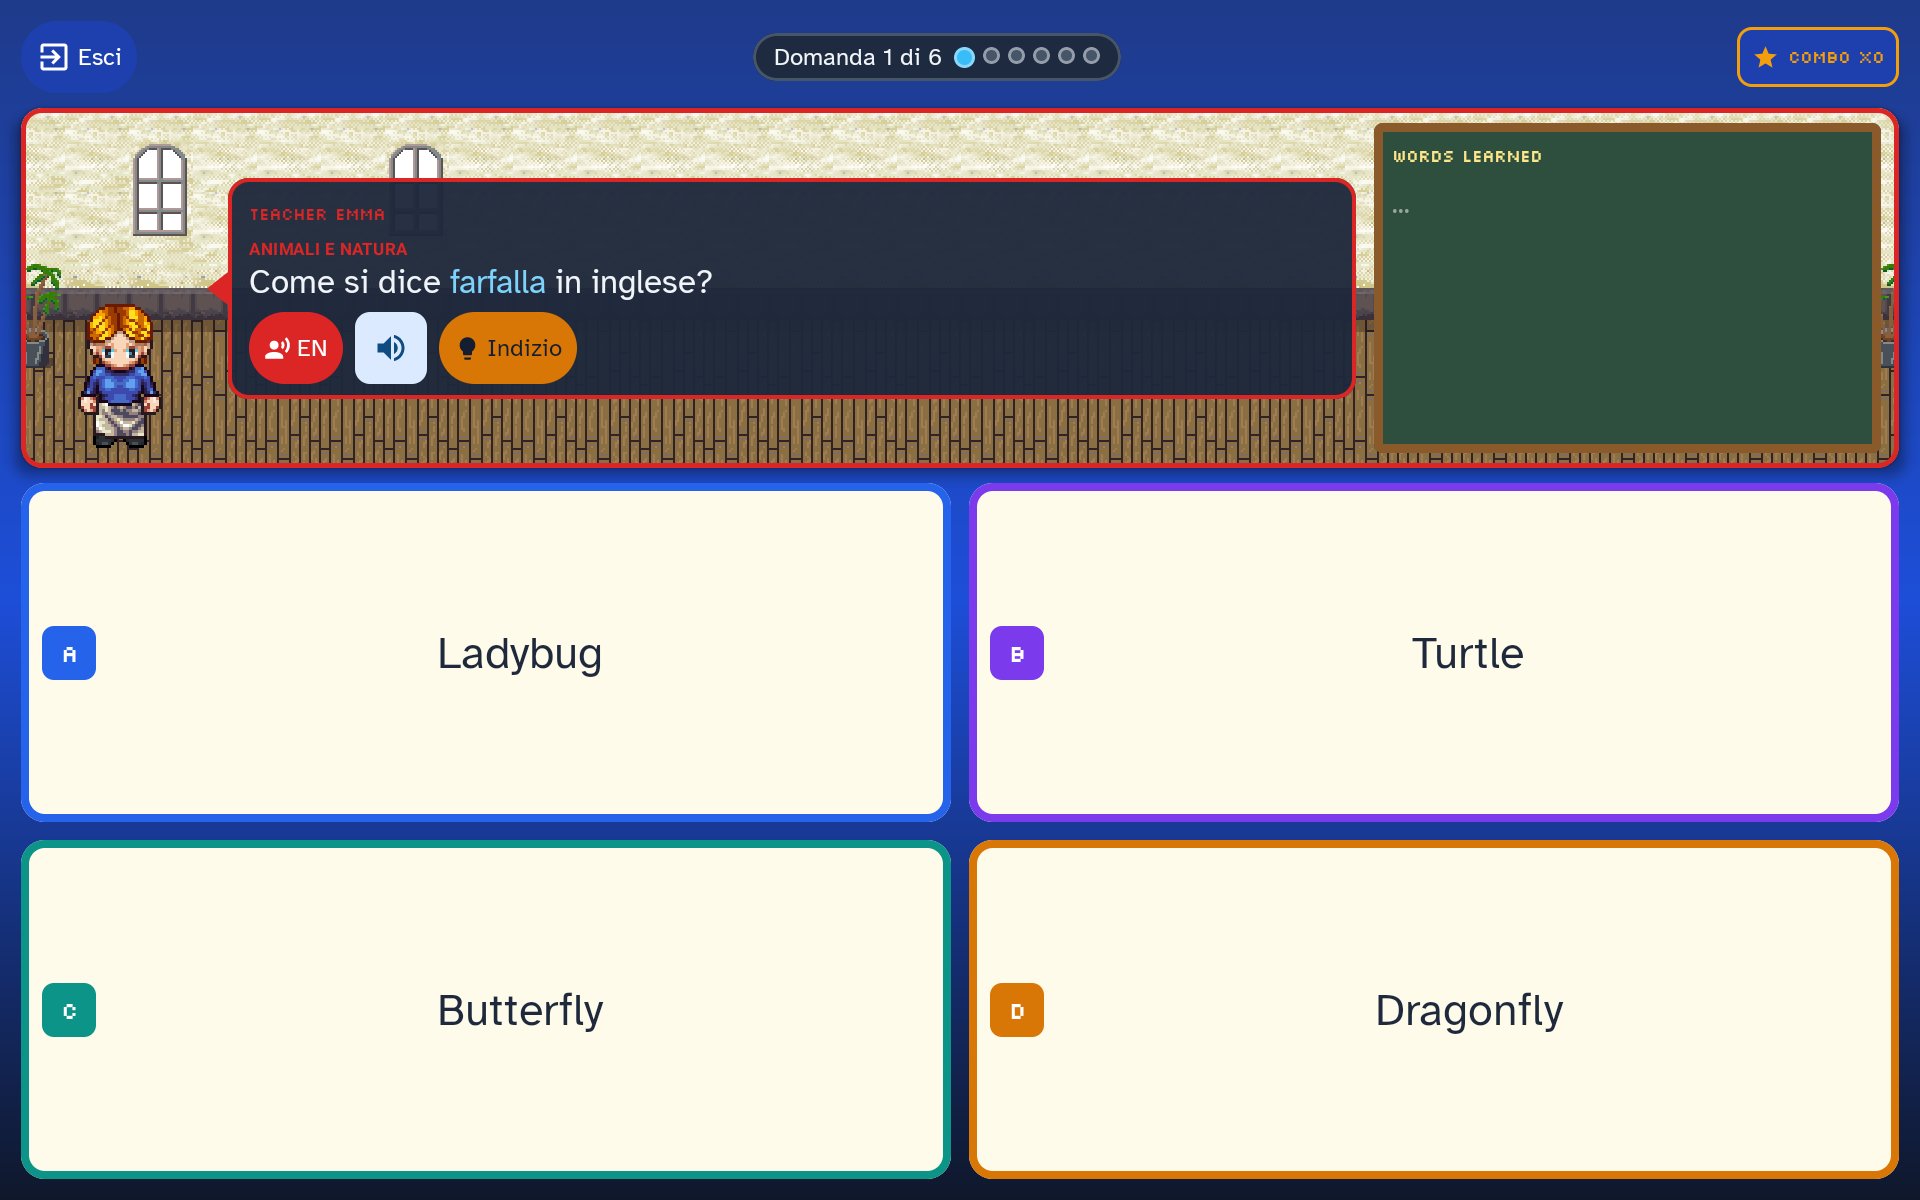 Esci
Domanda 1 di 6
COMBO X0
TEACHER EMMA
ANIMALI E NATURA
Come si dice farfalla in inglese?
EN
Indizio
WORDS LEARNED
...
A
Ladybug
B
Turtle
C
Butterfly
D
Dragonfly